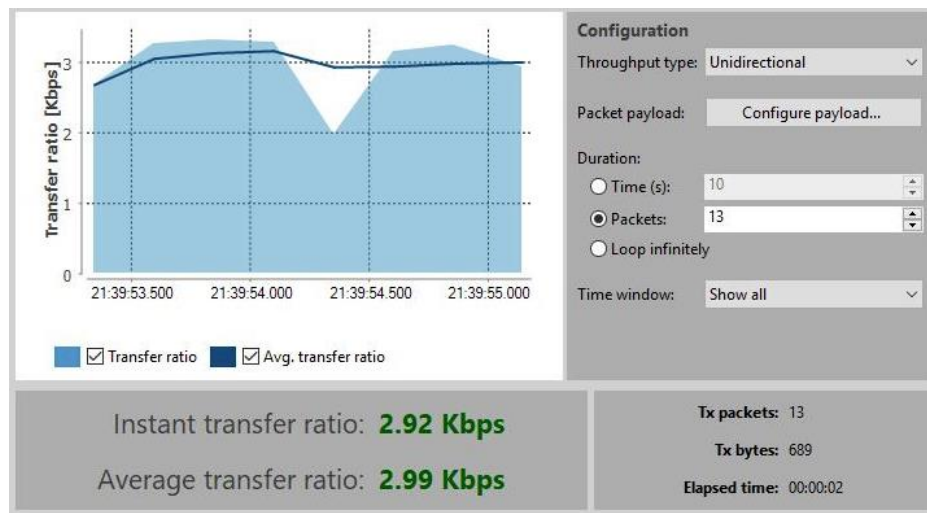 Transfer ratio [Kbps]
3
2
1
0
21:39:53.500 21:39:54.000 21:39:54.500 21:39:55.000
Transfer ratio Avg. transfer ratio
Configuration
Throughput type: Unidirectional
Packet payload: Configure payload...
Duration:
Time (s): 10
Packets: 13
Loop infinitely
Time window: Show all
Instant transfer ratio: 2.92 Kbps
Average transfer ratio: 2.99 Kbps
Tx packets: 13
Tx bytes: 689
Elapsed time: 00:00:02